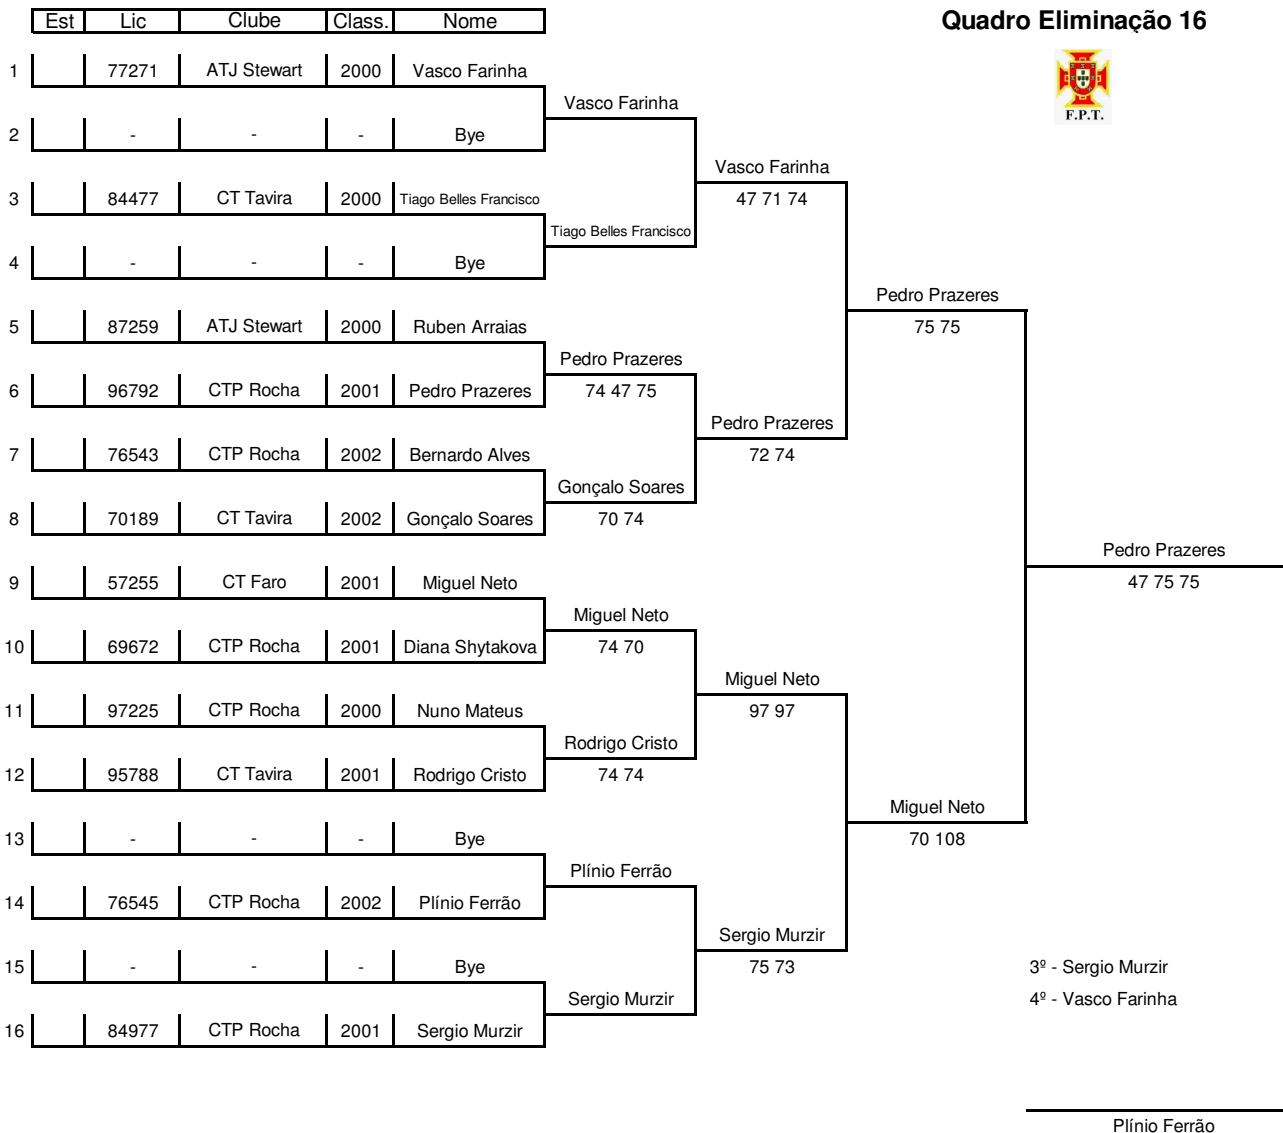 Est Lic Clube Class. Nome
Quadro Eliminação 16
F.P.T.
1 77271 ATJ Stewart 2000 Vasco Farinha
Vasco Farinha
2 - - - Bye
Vasco Farinha
47 71 74
3 84477 CT Tavira 2000 Tiago Belles Francisco
Tiago Belles Francisco
4 - - - Bye
Pedro Prazeres
75 75
5 87259 ATJ Stewart 2000 Ruben Arraias
Pedro Prazeres
74 47 75
6 96792 CTP Rocha 2001 Pedro Prazeres
Pedro Prazeres
72 74
7 76543 CTP Rocha 2002 Bernardo Alves
Gonçalo Soares
70 74
8 70189 CT Tavira 2002 Gonçalo Soares
Pedro Prazeres
47 75 75
9 57255 CT Faro 2001 Miguel Neto
Miguel Neto
74 70
10 69672 CTP Rocha 2001 Diana Shytakova
Miguel Neto
97 97
11 97225 CTP Rocha 2000 Nuno Mateus
Rodrigo Cristo
74 74
12 95788 CT Tavira 2001 Rodrigo Cristo
Miguel Neto
70 108
13 - - - Bye
Plínio Ferrão
14 76545 CTP Rocha 2002 Plínio Ferrão
Sergio Murzir
75 73
15 - - - Bye
3º - Sergio Murzir
Sergio Murzir
4º - Vasco Farinha
16 84977 CTP Rocha 2001 Sergio Murzir
Plínio Ferrão